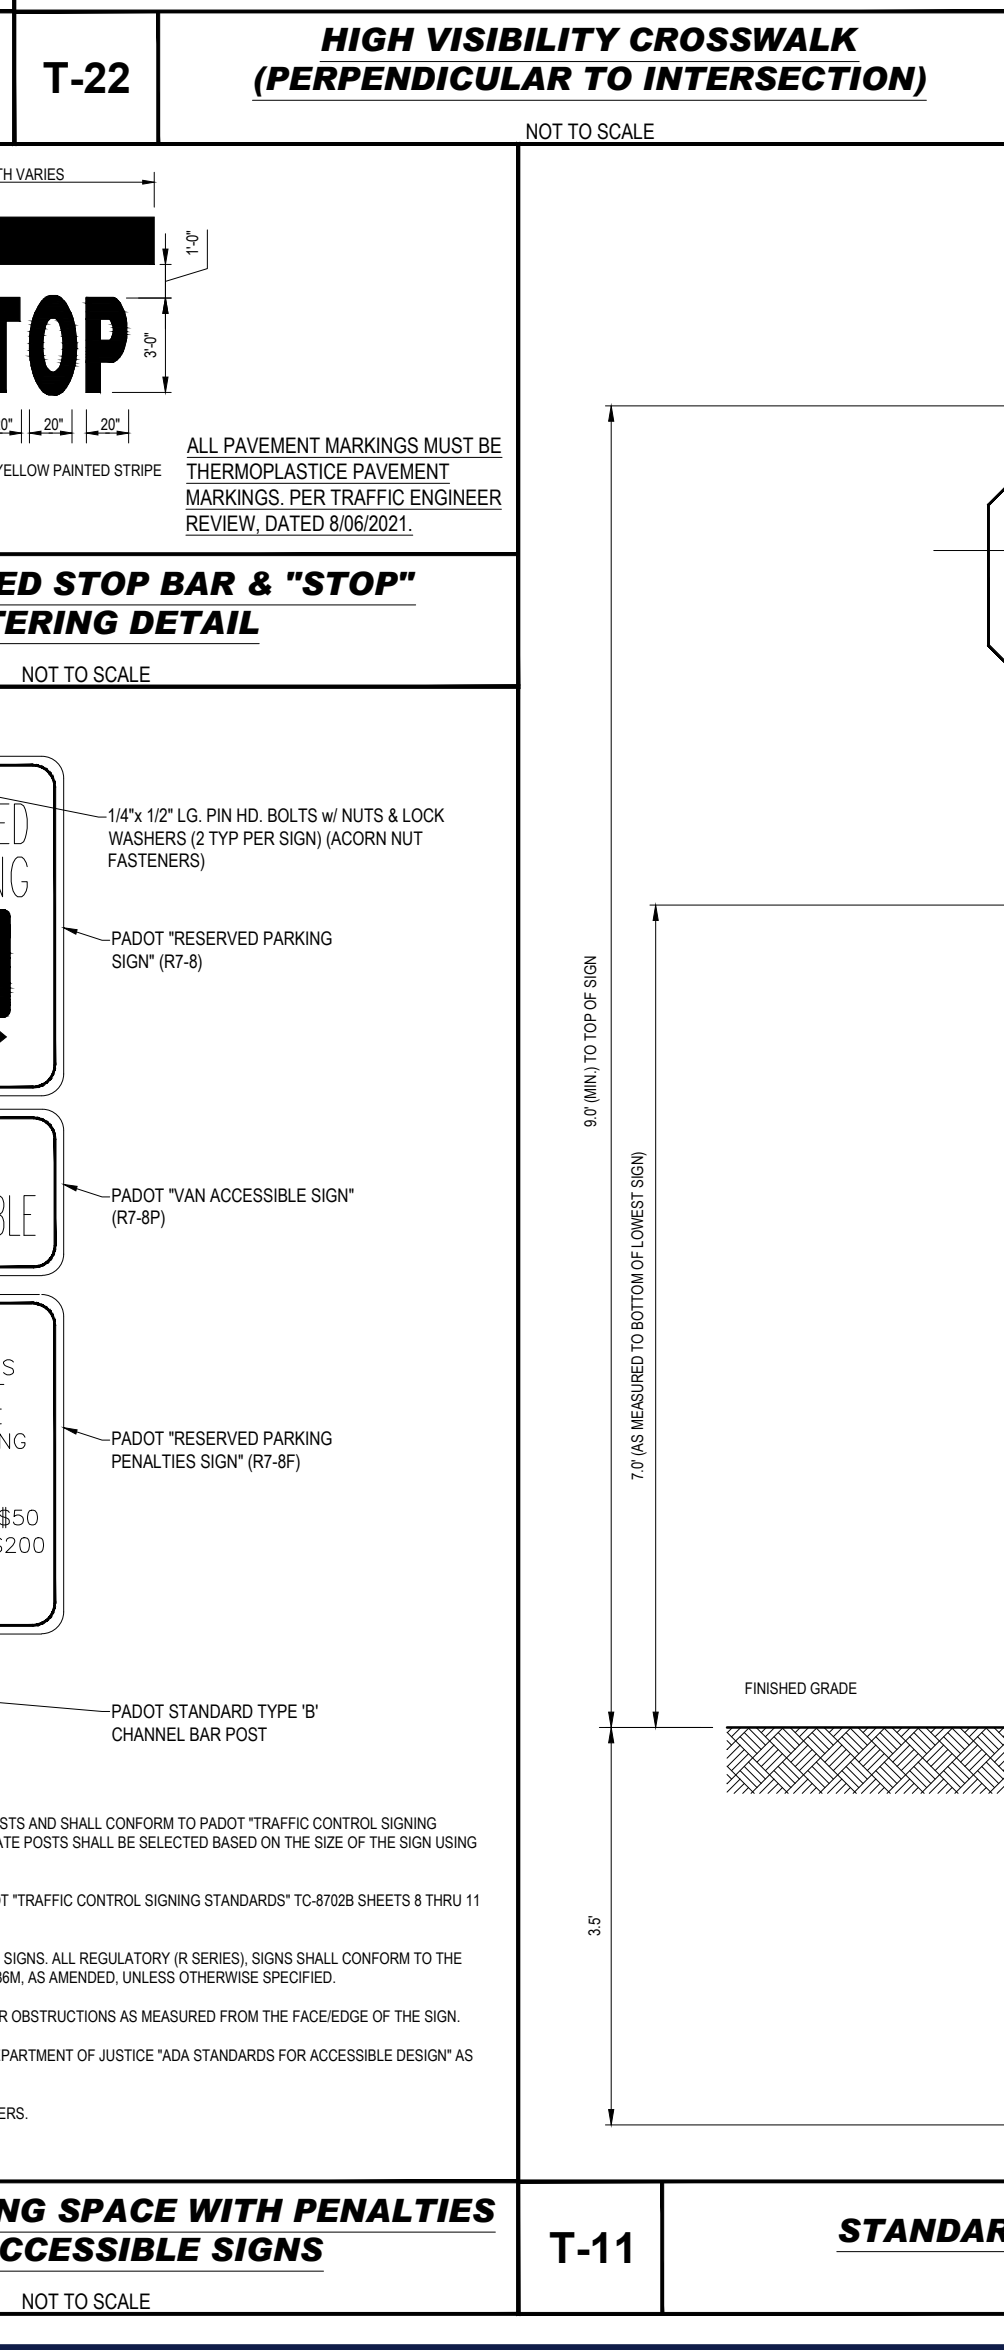 T-22
HIGH VISIBILITY CROSSWALK
(PERPENDICULAR TO INTERSECTION)
NOT TO SCALE
VARIES
1'-0"
TOP
3'-0"
20"
20"
YELLOW PAINTED STRIPE
ALL PAVEMENT MARKINGS MUST BE
THERMOPLASTICE PAVEMENT
MARKINGS. PER TRAFFIC ENGINEER
REVIEW, DATED 8/06/2021.
STOP BAR & "STOP"
DETAIL
NOT TO SCALE
1/4"x 1/2" LG. PIN HD. BOLTS w/ NUTS & LOCK
WASHERS (2 TYP PER SIGN) (ACORN NUT
FASTENERS)
PADOT "RESERVED PARKING
SIGN" (R7-8)
PADOT "VAN ACCESSIBLE SIGN"
(R7-8P)
PADOT "RESERVED PARKING
PENALTIES SIGN" (R7-8F)
$50
$200
PADOT STANDARD TYPE 'B'
CHANNEL BAR POST
STS AND SHALL CONFORM TO PADOT "TRAFFIC CONTROL SIGNING
ATE POSTS SHALL BE SELECTED BASED ON THE SIZE OF THE SIGN USING
OT "TRAFFIC CONTROL SIGNING STANDARDS" TC-8702B SHEETS 8 THRU 11
SIGNS. ALL REGULATORY (R SERIES), SIGNS SHALL CONFORM TO THE
36M, AS AMENDED, UNLESS OTHERWISE SPECIFIED.
R OBSTRUCTIONS AS MEASURED FROM THE FACE/EDGE OF THE SIGN.
EPARTMENT OF JUSTICE "ADA STANDARDS FOR ACCESSIBLE DESIGN" AS
ERS.
NG SPACE WITH PENALTIES
CCESSIBLE SIGNS
NOT TO SCALE
9.0' (MIN.) TO TOP OF SIGN
7.0' (AS MEASURED TO BOTTOM OF LOWEST SIGN)
FINISHED GRADE
3.5'
T-11
STANDAR